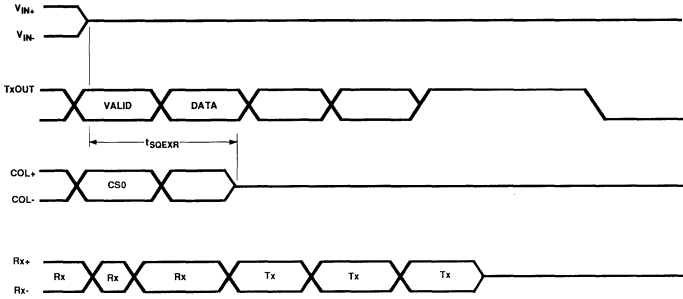 VIN+
VIN-
TxOUT
VALID DATA
tSQEXR
COL+
CS0
COL-
Rx+
Rx Rx Rx Tx Tx Tx
Rx-